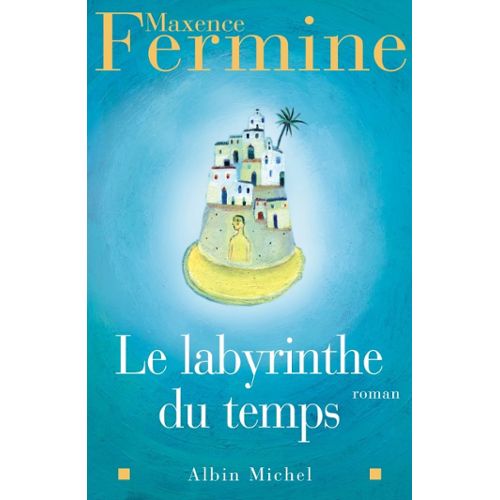 Maxence
Fermine
Le labyrinthe
du temps
roman
Albin Michel